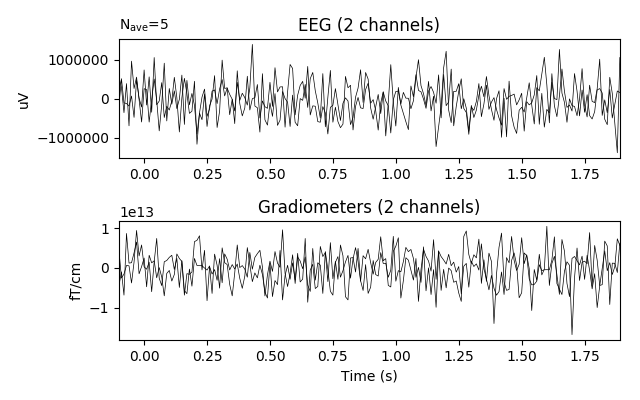 N_ave=5
EEG (2 channels)
1000000
0
−1000000
uV
0.00 0.25 0.50 0.75 1.00 1.25 1.50 1.75
1e13
Gradiometers (2 channels)
1
0
−1
fT/cm
0.00 0.25 0.50 0.75 1.00 1.25 1.50 1.75
Time (s)